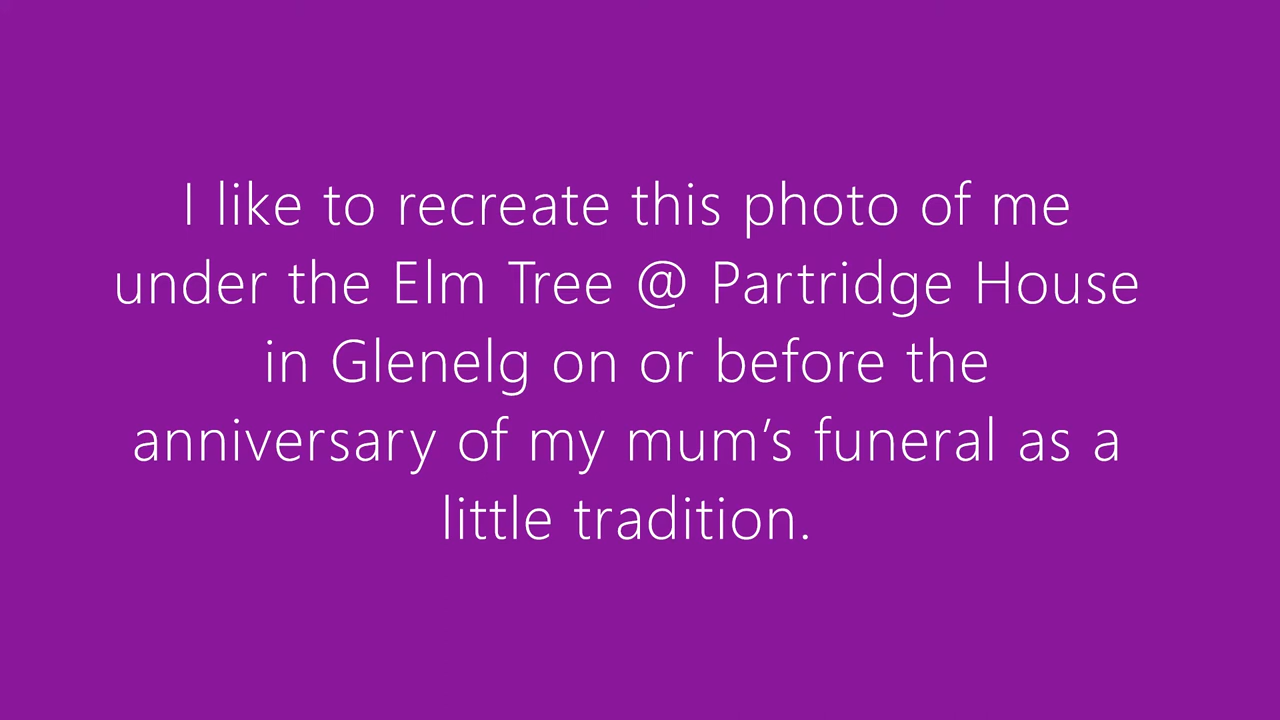 I like to recreate this photo of me
under the Elm Tree @ Partridge House
in Glenelg on or before the
anniversary of my mum’s funeral as a
little tradition.